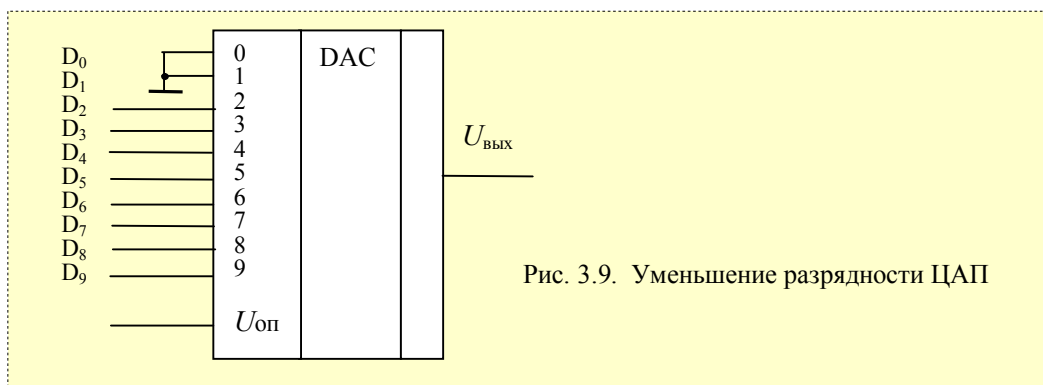 D₀ 0 DAC
D₁ 1
D₂ 2
D₃ 3
D₄ 4
D₅ 5
D₆ 6
D₇ 7
D₈ 8
D₉ 9
Uвых
Uоп
Рис. 3.9. Уменьшение разрядности ЦАП